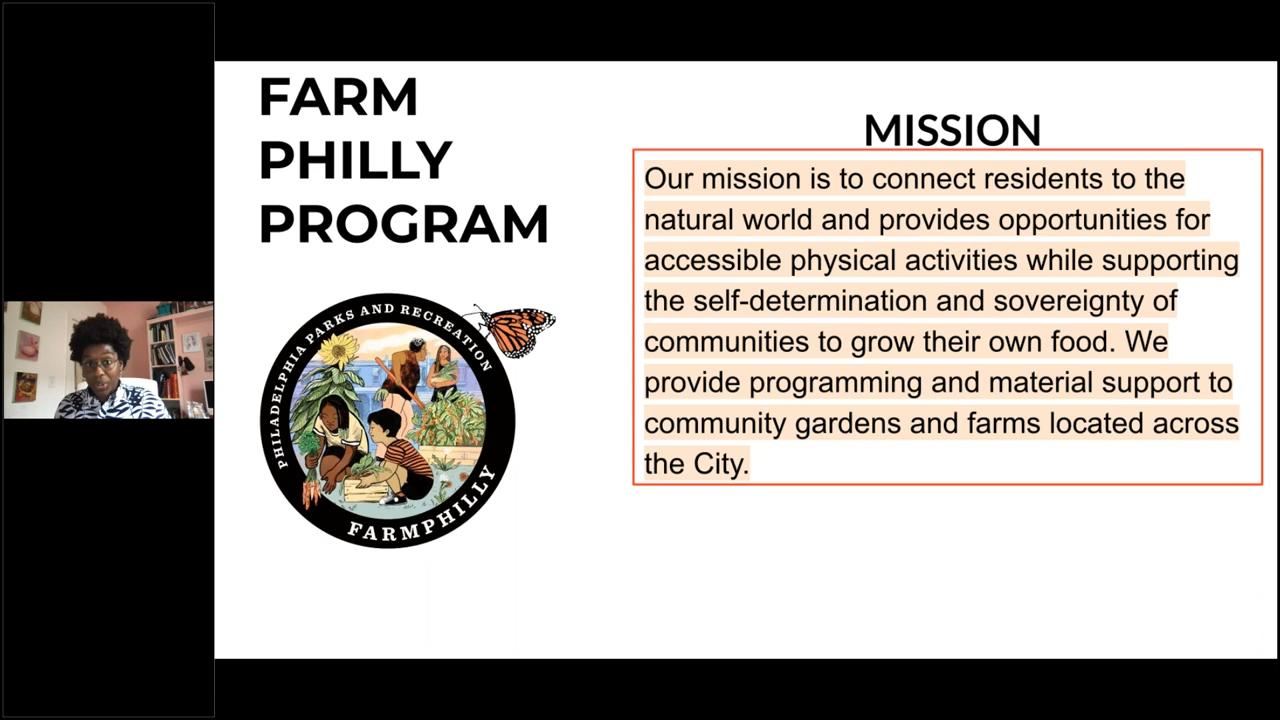 FARM
PHILLY
PROGRAM
PHILADELPHIA PARKS AND RECREATION
FARMPHILLY
MISSION
Our mission is to connect residents to the
natural world and provides opportunities for
accessible physical activities while supporting
the self-determination and sovereignty of
communities to grow their own food. We
provide programming and material support to
community gardens and farms located across
the City.